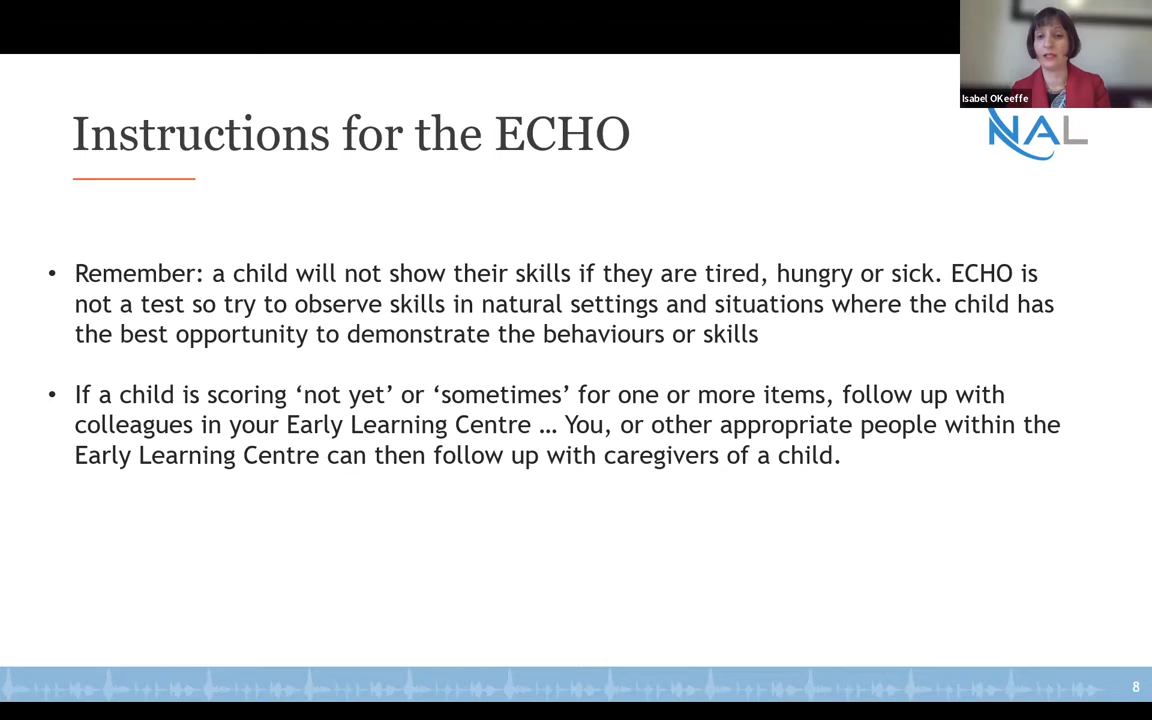 Isabel OKeeffe
Instructions for the ECHO
NAL
• Remember: a child will not show their skills if they are tired, hungry or sick. ECHO is
not a test so try to observe skills in natural settings and situations where the child has
the best opportunity to demonstrate the behaviours or skills
• If a child is scoring ‘not yet’ or ‘sometimes’ for one or more items, follow up with
colleagues in your Early Learning Centre … You, or other appropriate people within the
Early Learning Centre can then follow up with caregivers of a child.
8